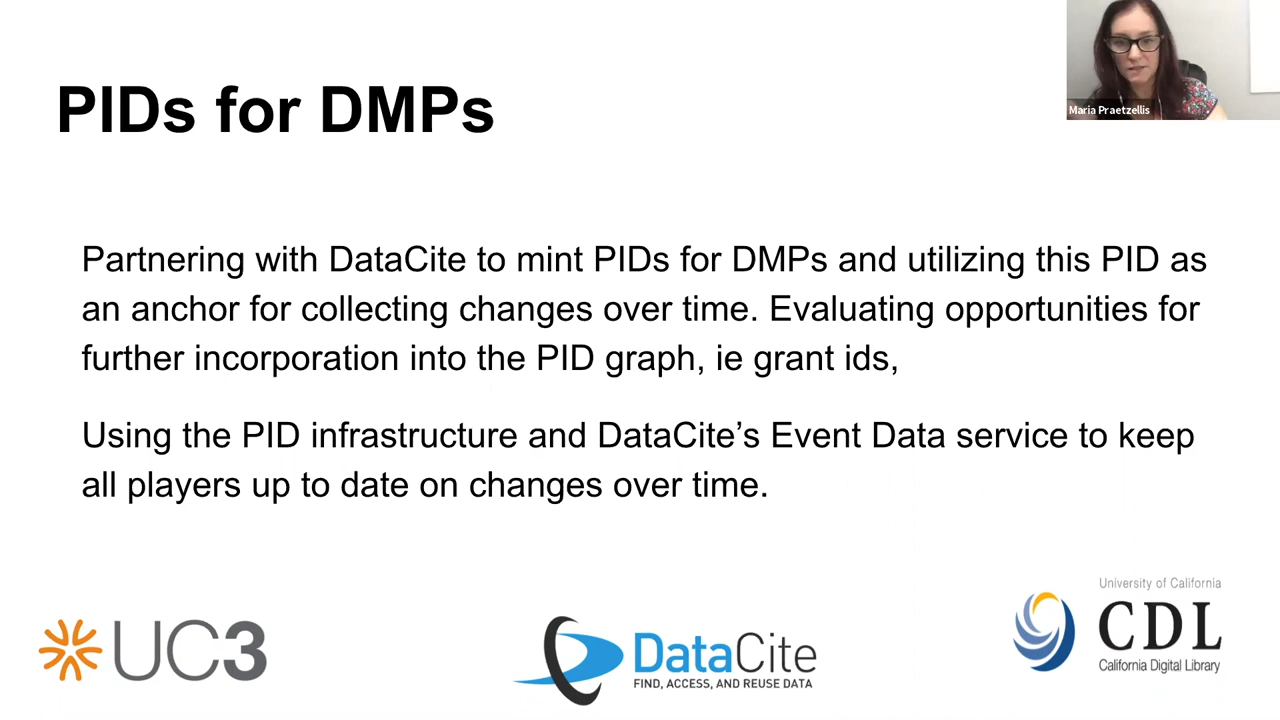 PIDs for DMPs
Maria Praetzellis
Partnering with DataCite to mint PIDs for DMPs and utilizing this PID as
an anchor for collecting changes over time. Evaluating opportunities for
further incorporation into the PID graph, ie grant ids,
Using the PID infrastructure and DataCite’s Event Data service to keep
all players up to date on changes over time.
UC3
DataCite
FIND, ACCESS, AND REUSE DATA
University of California
CDL
California Digital Library